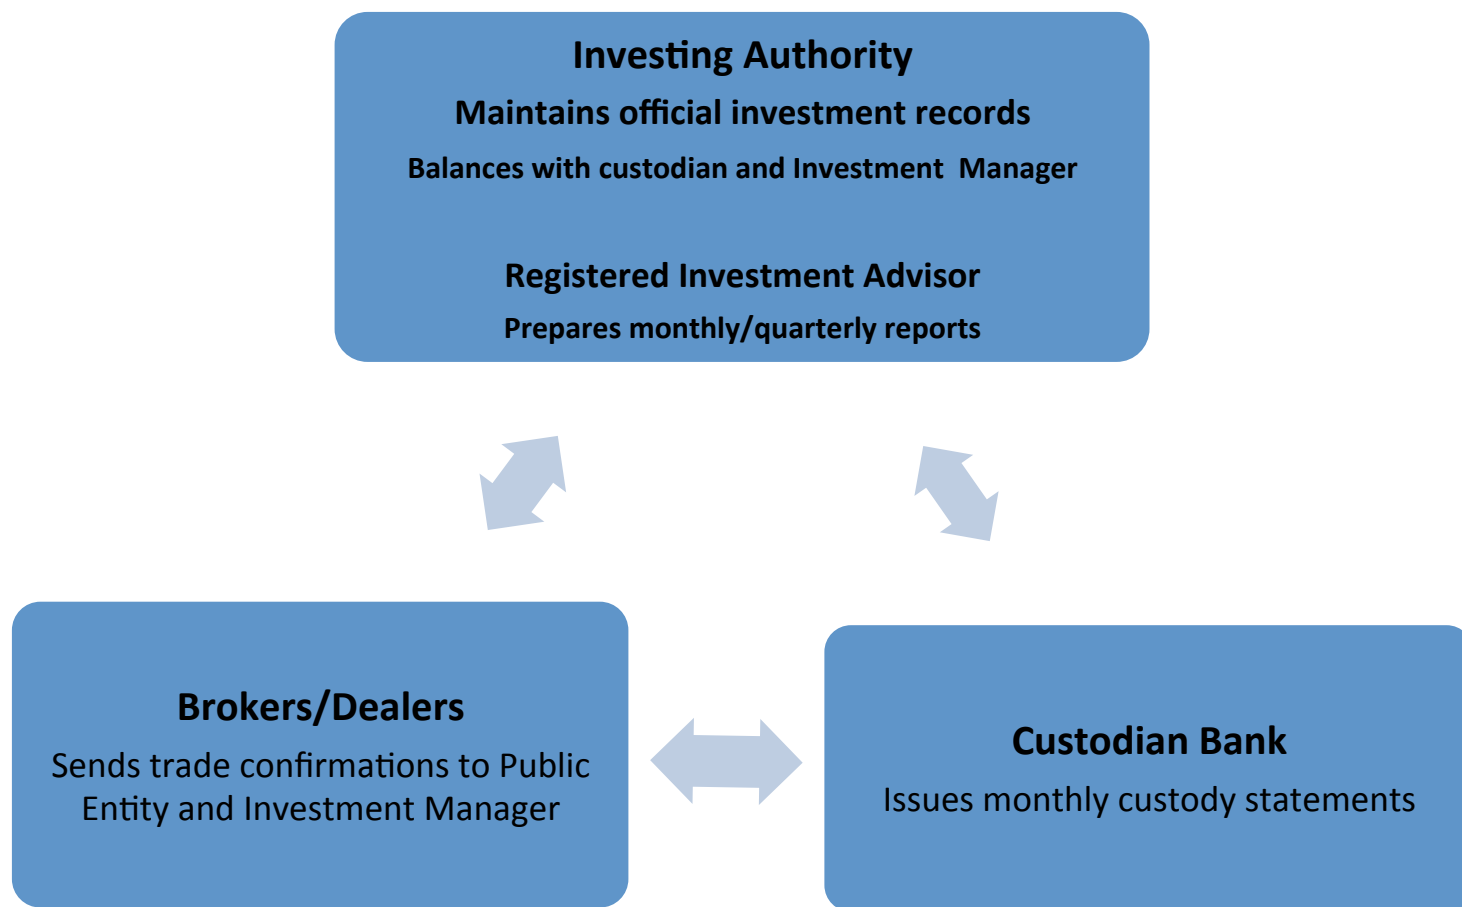 Investing Authority
Maintains official investment records
Balances with custodian and Investment  Manager
Registered Investment Advisor
Prepares monthly/quarterly reports
Brokers/Dealers
Sends trade confirmations to Public
Entity and Investment Manager
Custodian Bank
Issues monthly custody statements